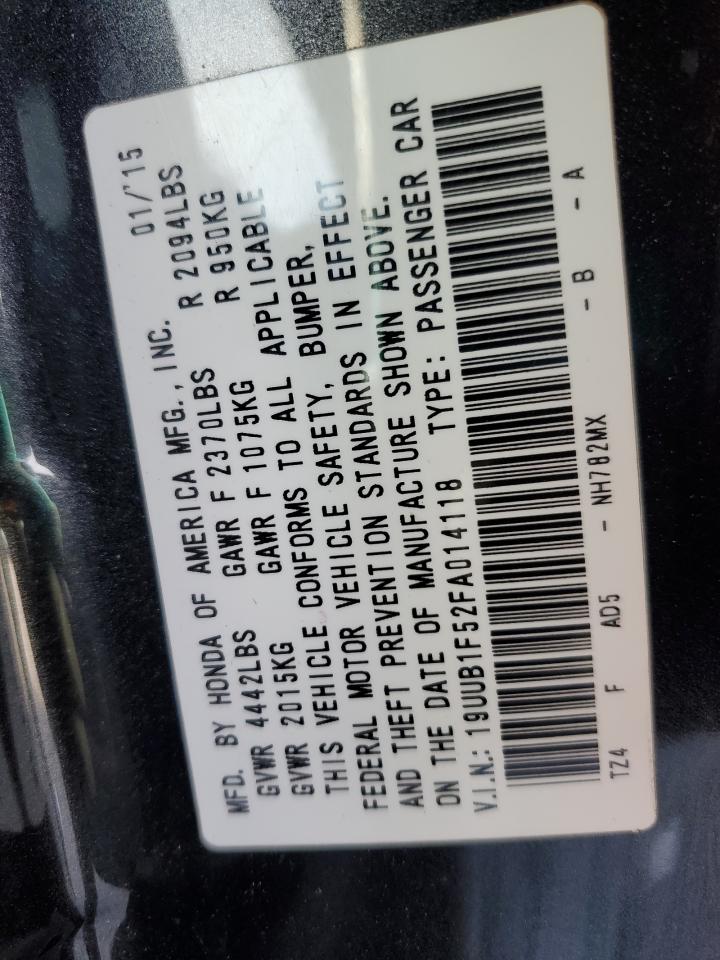 MFD. BY HONDA OF AMERICA MFG., INC. 01/'15
GVWR 4442LBS GAWR F 2370LBS R 2094LBS
GVWR 2015KG GAWR F 1075KG R 950KG
THIS VEHICLE CONFORMS TO ALL APPLICABLE
FEDERAL MOTOR VEHICLE SAFETY, BUMPER,
AND THEFT PREVENTION STANDARDS IN EFFECT
ON THE DATE OF MANUFACTURE SHOWN ABOVE.
V.I.N.: 19UUB1F52FA014118 TYPE: PASSENGER CAR
TZ4 F AD5 - NH782MX - B - A